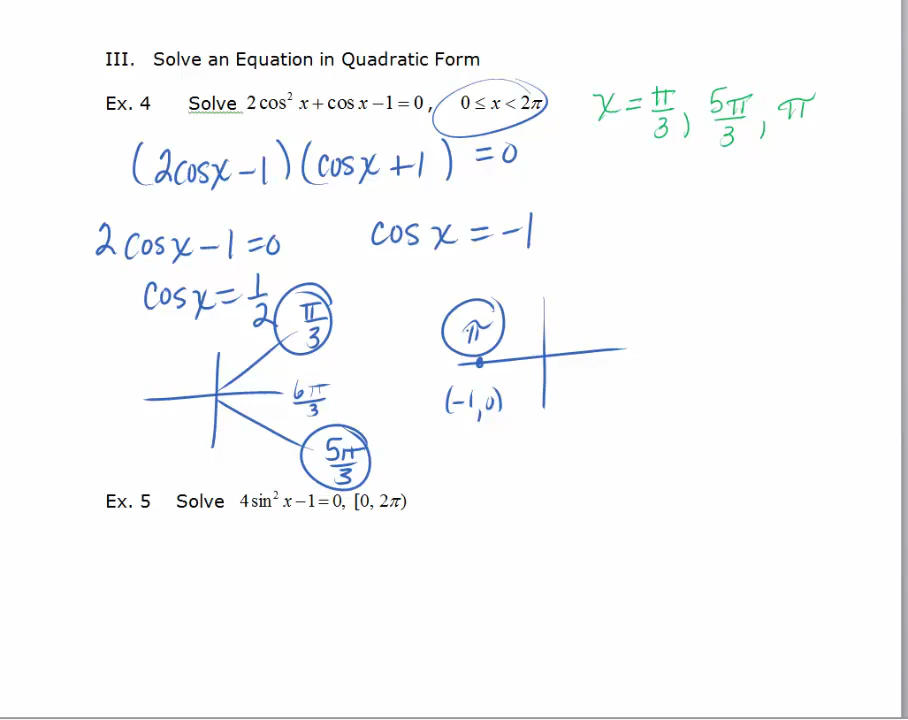 III. Solve an Equation in Quadratic Form
Ex. 4 Solve 2cos² x + cos x − 1 = 0, 0 ≤ x < 2π
x = π/3, 5π/3, π
(2cosx − 1)(cosx + 1) = 0
2cosx − 1 = 0
cos x = −1
cosx = 1/2
π/3
π
6π/3
(−1,0)
5π/3
Ex. 5 Solve 4sin² x − 1 = 0, [0, 2π)